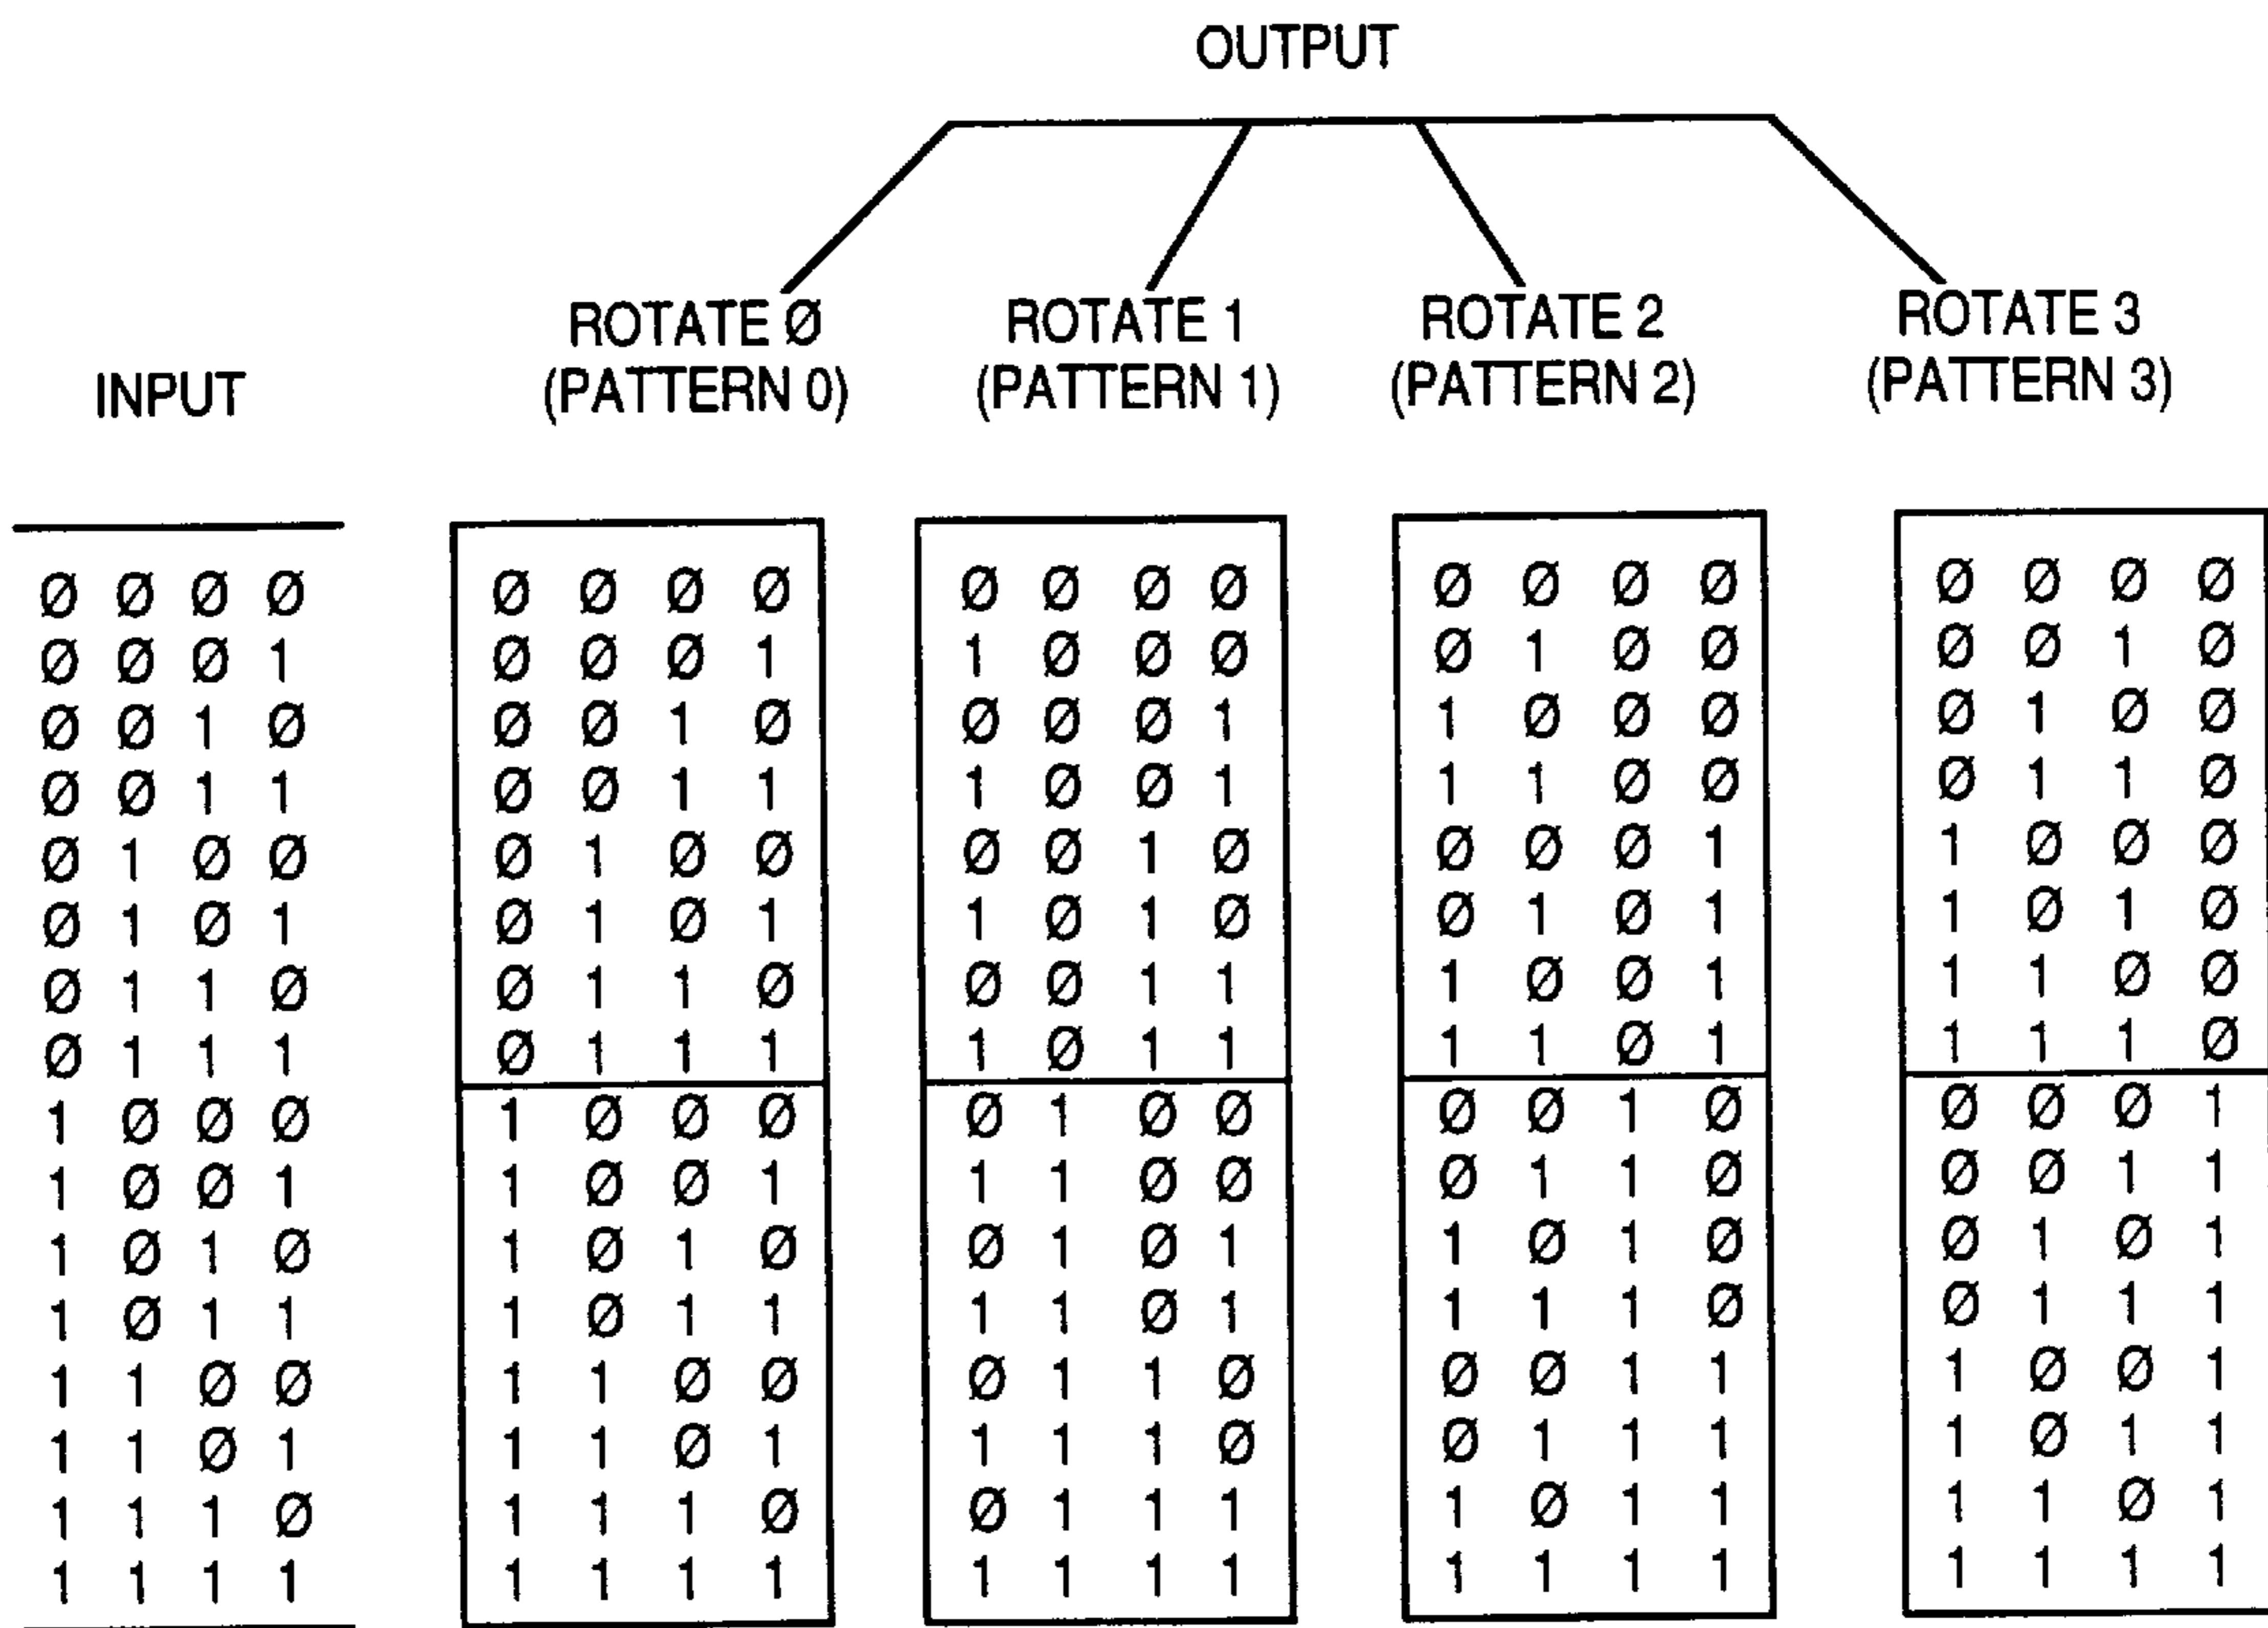 OUTPUT
ROTATE Ø ROTATE 1 ROTATE 2 ROTATE 3
INPUT (PATTERN 0) (PATTERN 1) (PATTERN 2) (PATTERN 3)
Ø Ø Ø Ø Ø Ø Ø Ø Ø Ø Ø Ø Ø Ø Ø Ø Ø Ø Ø Ø
Ø Ø Ø 1 Ø Ø Ø 1 1 Ø Ø Ø Ø 1 Ø Ø Ø Ø 1 Ø
Ø Ø 1 Ø Ø Ø 1 Ø Ø Ø Ø 1 1 Ø Ø Ø Ø 1 Ø Ø
Ø Ø 1 1 Ø Ø 1 1 1 Ø Ø 1 1 1 Ø Ø Ø 1 1 Ø
Ø 1 Ø Ø Ø 1 Ø Ø Ø Ø 1 Ø Ø Ø Ø 1 1 Ø Ø Ø
Ø 1 Ø 1 Ø 1 Ø 1 1 Ø 1 Ø Ø 1 Ø 1 1 Ø 1 Ø
Ø 1 1 Ø Ø 1 1 Ø Ø Ø 1 1 1 Ø Ø 1 1 1 Ø Ø
Ø 1 1 1 Ø 1 1 1 1 Ø 1 1 1 1 Ø 1 1 1 1 Ø
1 Ø Ø Ø 1 Ø Ø Ø Ø 1 Ø Ø Ø Ø 1 Ø Ø Ø Ø 1
1 Ø Ø 1 1 Ø Ø 1 1 1 Ø Ø Ø 1 1 Ø Ø Ø 1 1
1 Ø 1 Ø 1 Ø 1 Ø Ø 1 Ø 1 1 Ø 1 Ø Ø 1 Ø 1
1 Ø 1 1 1 Ø 1 1 1 1 Ø 1 1 1 1 Ø Ø 1 1 1
1 1 Ø Ø 1 1 Ø Ø Ø 1 1 Ø Ø Ø 1 1 1 Ø Ø 1
1 1 Ø 1 1 1 Ø 1 1 1 1 Ø Ø 1 1 1 1 Ø 1 1
1 1 1 Ø 1 1 1 Ø Ø 1 1 1 1 Ø 1 1 1 1 Ø 1
1 1 1 1 1 1 1 1 1 1 1 1 1 1 1 1 1 1 1 1